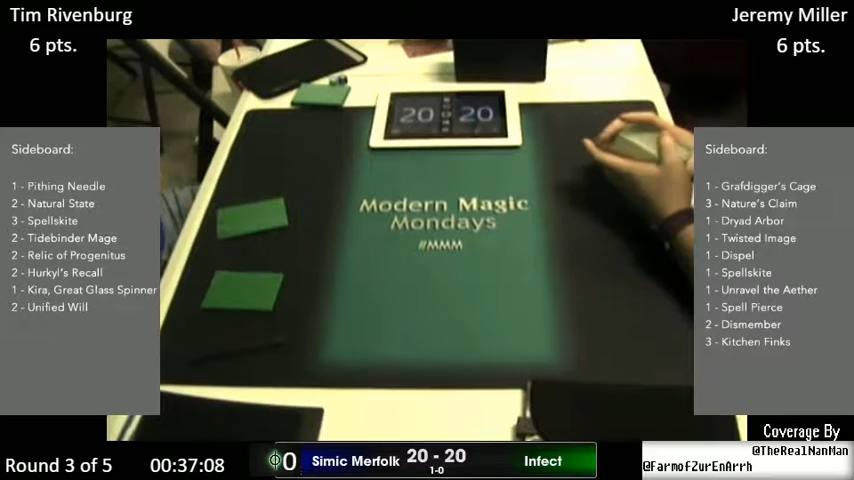 Tim Rivenburg
6 pts.
Jeremy Miller
6 pts.
Sideboard:
1 - Pithing Needle
2 - Natural State
3 - Spellskite
2 - Tidebinder Mage
2 - Relic of Progenitus
2 - Hurkyl's Recall
1 - Kira, Great Glass Spinner
2 - Unified Will
20 20
Modern Magic
Mondays
#MMM
Sideboard:
1 - Grafdigger's Cage
3 - Nature's Claim
1 - Dryad Arbor
1 - Twisted Image
1 - Dispel
1 - Spellskite
1 - Unravel the Aether
1 - Spell Pierce
2 - Dismember
3 - Kitchen Finks
Round 3 of 5 00:37:08
0 Simic Merfolk 20 - 20 Infect
1-0
Coverage By
@TheRealNanMan
@FarmofZurEnArrh